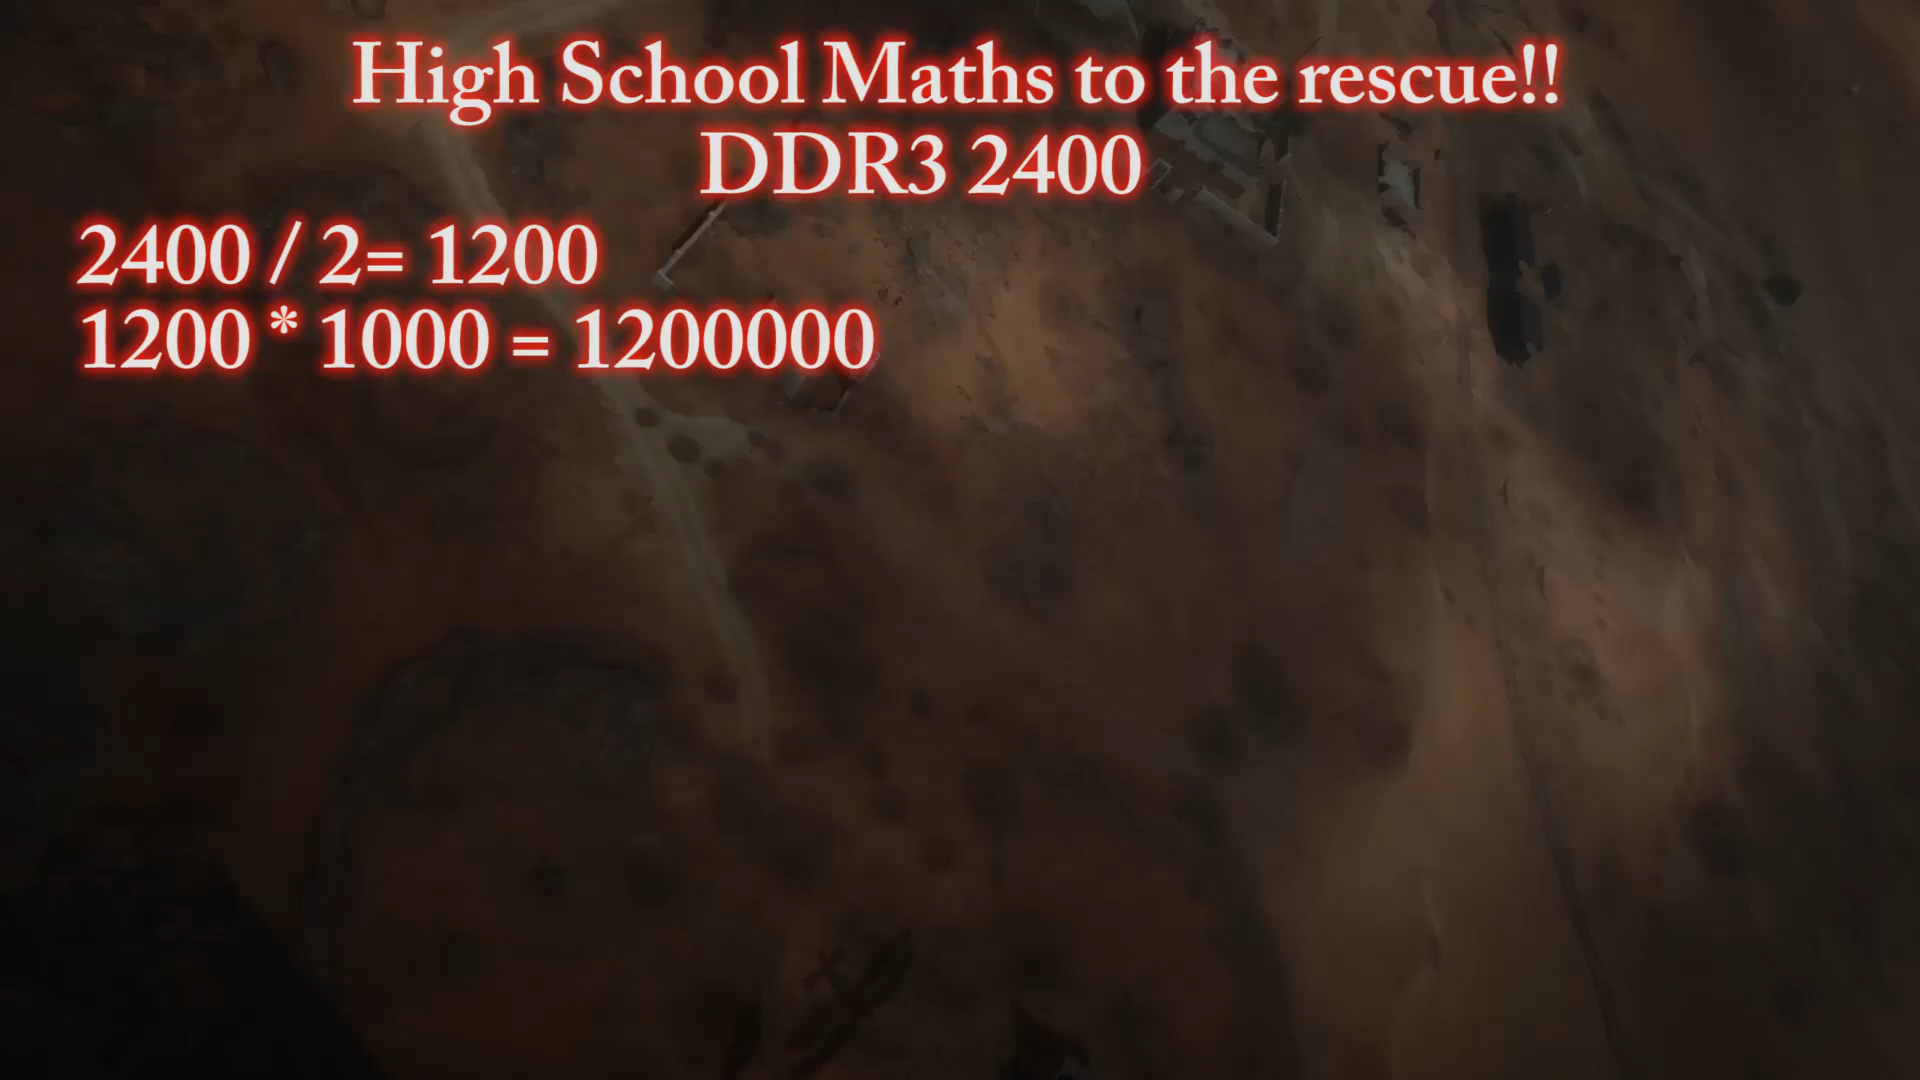 High School Maths to the rescue!!
DDR3 2400
2400 / 2= 1200
1200 * 1000 = 1200000